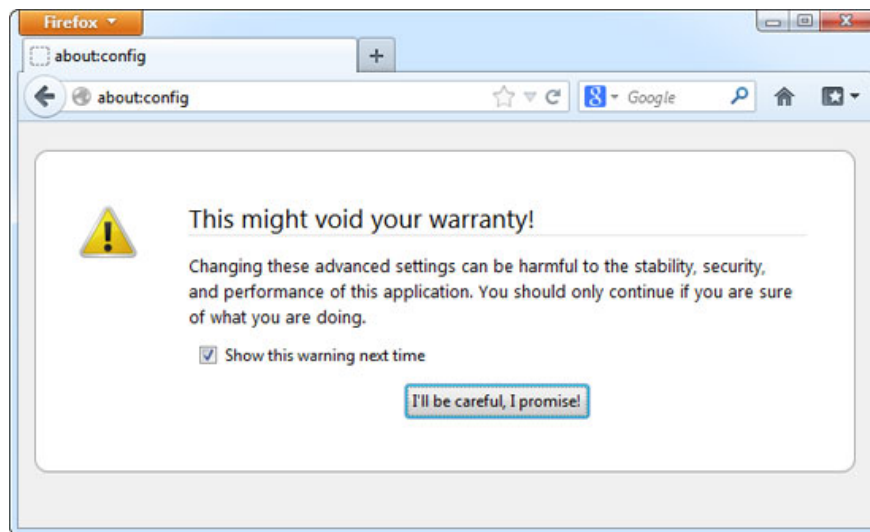 Firefox
about:config
about:config
8 Google
This might void your warranty!
Changing these advanced settings can be harmful to the stability, security,
and performance of this application. You should only continue if you are sure
of what you are doing.
Show this warning next time
I'll be careful, I promise!